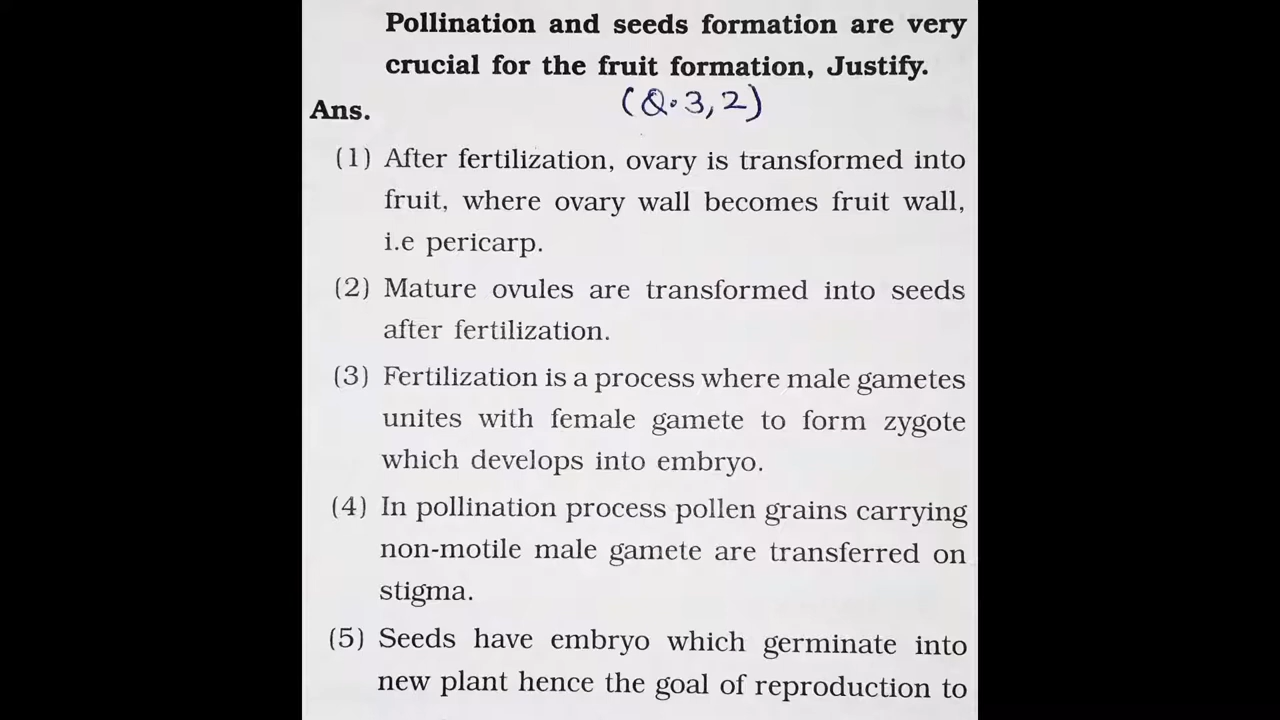 Pollination and seeds formation are very
crucial for the fruit formation, Justify.
(Q.3,2)
Ans.
(1) After fertilization, ovary is transformed into
fruit, where ovary wall becomes fruit wall,
i.e pericarp.
(2) Mature ovules are transformed into seeds
after fertilization.
(3) Fertilization is a process where male gametes
unites with female gamete to form zygote
which develops into embryo.
(4) In pollination process pollen grains carrying
non-motile male gamete are transferred on
stigma.
(5) Seeds have embryo which germinate into
new plant hence the goal of reproduction to